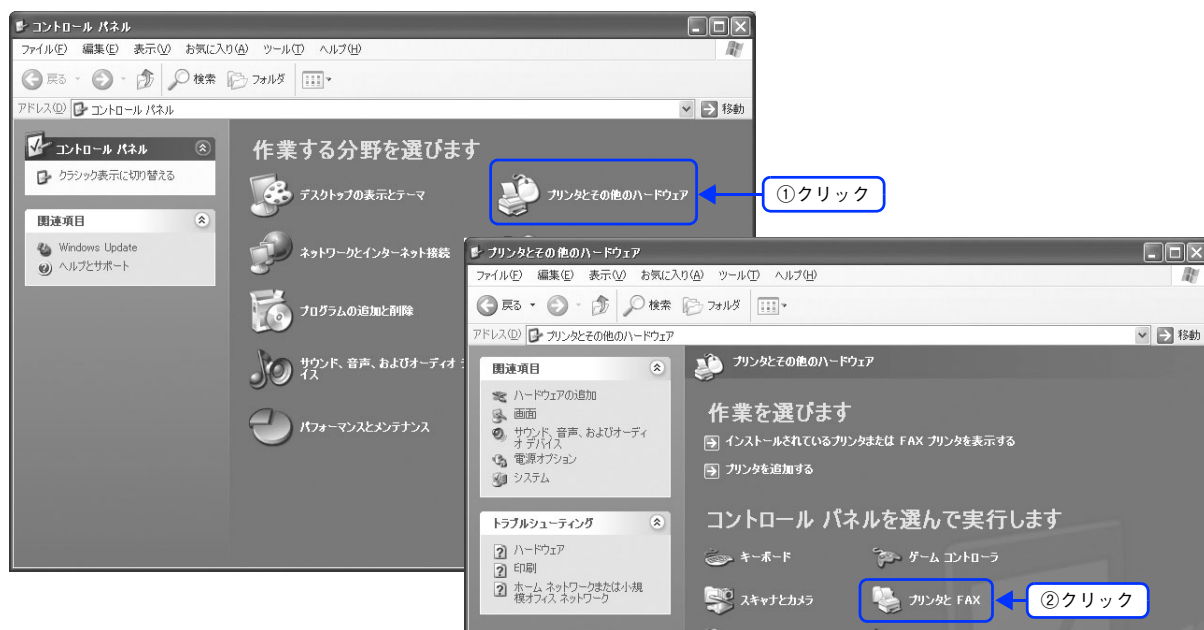 コントロール パネル
ファイル(F) 編集(E) 表示(V) お気に入り(A) ツール(T) ヘルプ(H)
戻る 検索 フォルダ
アドレス(D) コントロール パネル 移動
コントロール パネル
クラシック表示に切り替える
関連項目
Windows Update
ヘルプとサポート
作業する分野を選びます
デスクトップの表示とテーマ
プリンタとその他のハードウェア
①クリック
ネットワークとインターネット接続
プログラムの追加と削除
サウンド、音声、およびオーディオ デ
イス
パフォーマンスとメンテナンス
プリンタとその他のハードウェア
ファイル(F) 編集(E) 表示(V) お気に入り(A) ツール(T) ヘルプ(H)
戻る 検索 フォルダ
アドレス(D) プリンタとその他のハードウェア 移動
関連項目
ハードウェアの追加
画面
サウンド、音声、およびオーディ
オ デバイス
電源オプション
システム
トラブルシューティング
ハードウェア
印刷
ホーム ネットワークまたは小規
模オフィス ネットワーク
プリンタとその他のハードウェア
作業を選びます
インストールされているプリンタまたは FAX プリンタを表示する
プリンタを追加する
コントロール パネルを選んで実行します
キーボード
ゲーム コントローラ
スキャナとカメラ
プリンタと FAX
②クリック